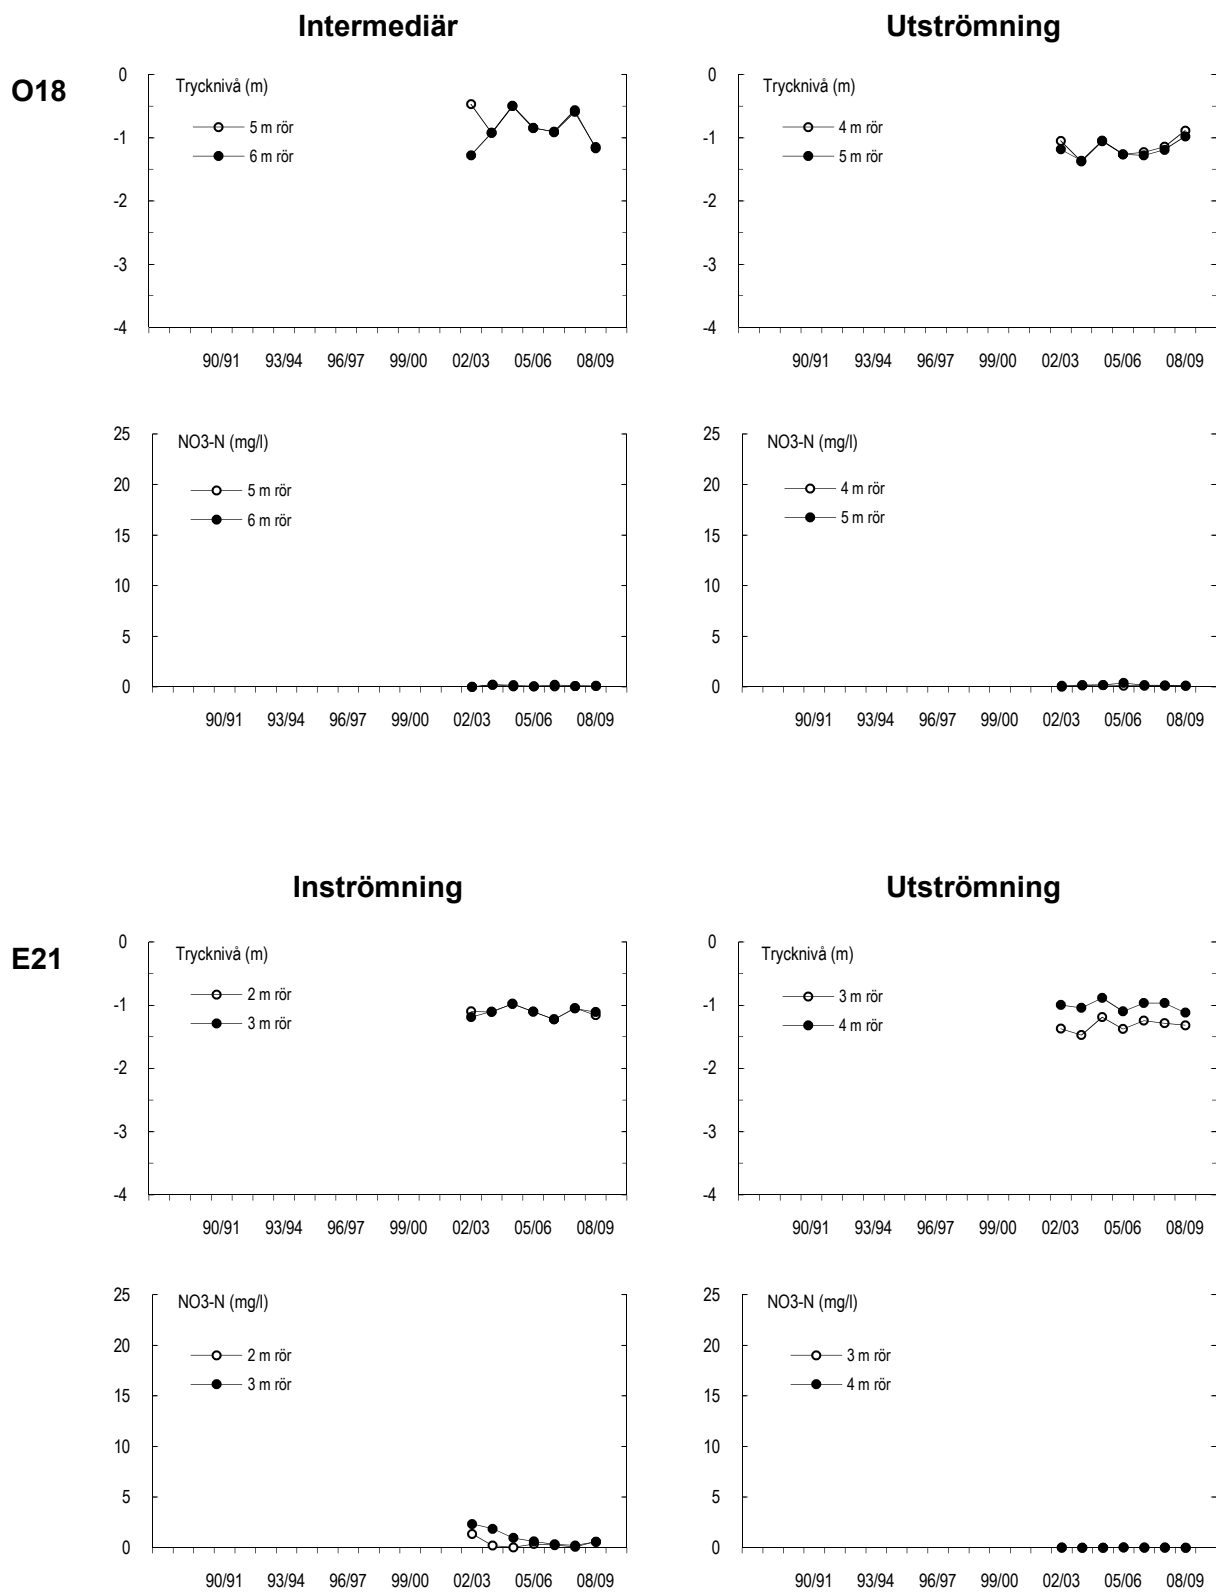 Intermediär
Utströmning
O18
0
-1
-2
-3
-4
Trycknivå (m)
5 m rör
6 m rör
90/91 93/94 96/97 99/00 02/03 05/06 08/09
0
-1
-2
-3
-4
Trycknivå (m)
4 m rör
5 m rör
90/91 93/94 96/97 99/00 02/03 05/06 08/09
25
20
15
10
5
0
NO3-N (mg/l)
5 m rör
6 m rör
90/91 93/94 96/97 99/00 02/03 05/06 08/09
25
20
15
10
5
0
NO3-N (mg/l)
4 m rör
5 m rör
90/91 93/94 96/97 99/00 02/03 05/06 08/09
Inströmning
Utströmning
E21
0
-1
-2
-3
-4
Trycknivå (m)
2 m rör
3 m rör
90/91 93/94 96/97 99/00 02/03 05/06 08/09
0
-1
-2
-3
-4
Trycknivå (m)
3 m rör
4 m rör
90/91 93/94 96/97 99/00 02/03 05/06 08/09
25
20
15
10
5
0
NO3-N (mg/l)
2 m rör
3 m rör
90/91 93/94 96/97 99/00 02/03 05/06 08/09
25
20
15
10
5
0
NO3-N (mg/l)
3 m rör
4 m rör
90/91 93/94 96/97 99/00 02/03 05/06 08/09